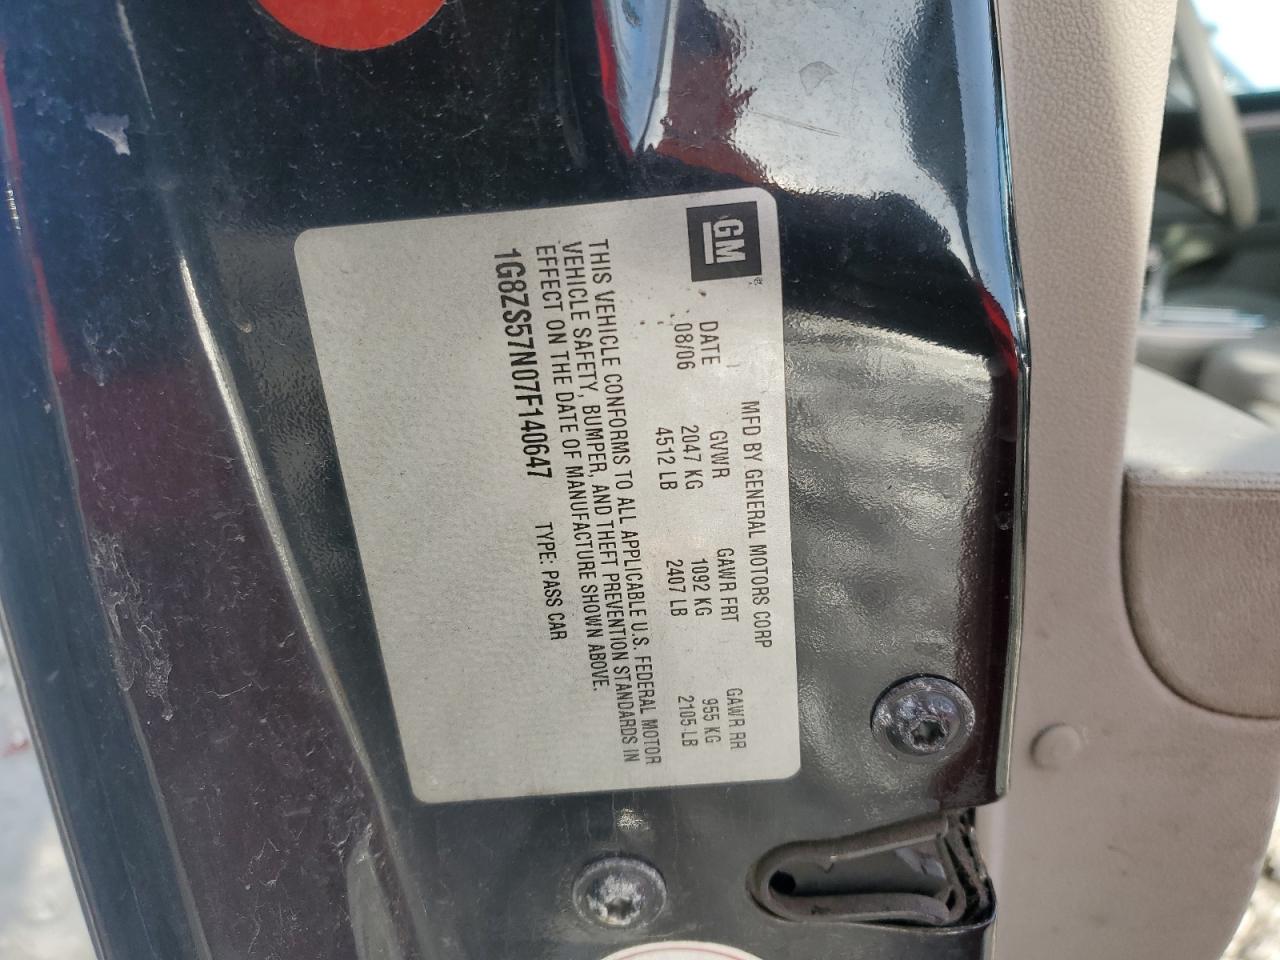 GM
MFD BY GENERAL MOTORS CORP
DATE GVWR GAWR FRT GAWR RR
08/06 2047 KG 1092 KG 955 KG
4512 LB 2407 LB 2105 LB
THIS VEHICLE CONFORMS TO ALL APPLICABLE U.S. FEDERAL MOTOR
VEHICLE SAFETY, BUMPER, AND THEFT PREVENTION STANDARDS IN
EFFECT ON THE DATE OF MANUFACTURE SHOWN ABOVE.
1G8ZS57N07F140647 TYPE: PASS CAR